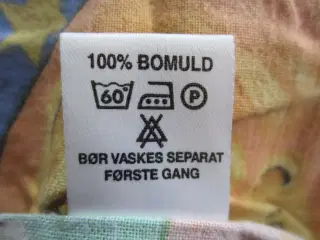 100% BOMULD
60° P
BØR VASKES SEPARAT
FØRSTE GANG